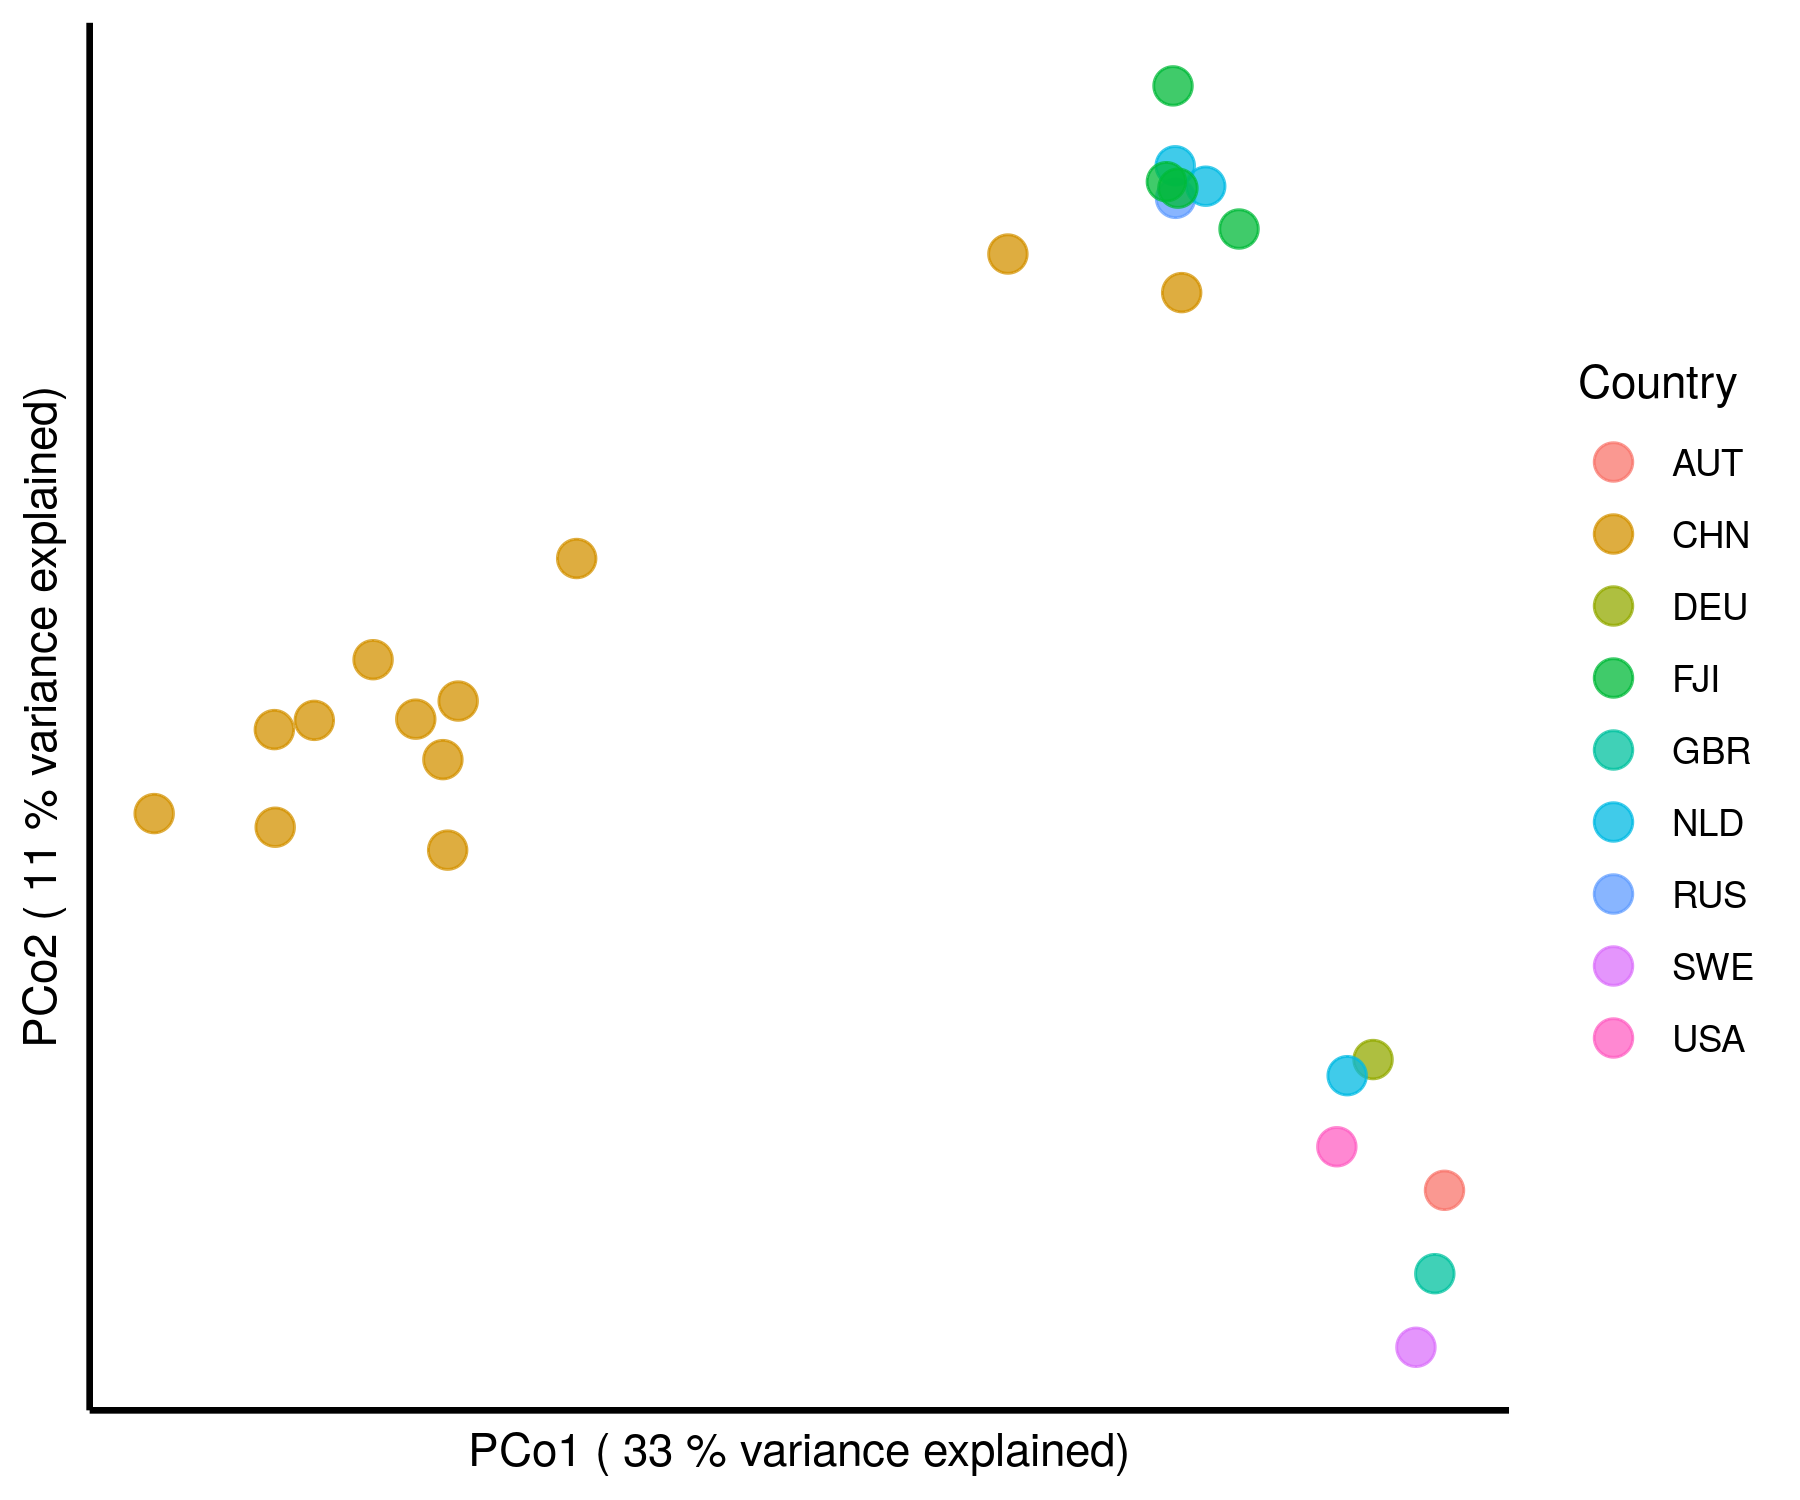 PCo2 ( 11 % variance explained)
PCo1 ( 33 % variance explained)
Country
AUT
CHN
DEU
FJI
GBR
NLD
RUS
SWE
USA